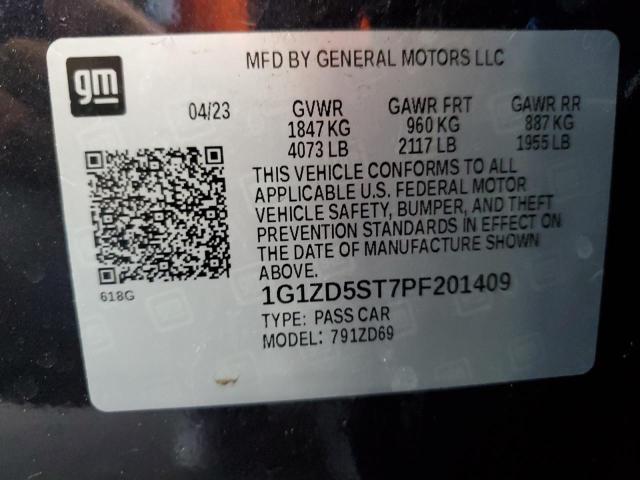 gm
MFD BY GENERAL MOTORS LLC
04/23 GVWR GAWR FRT GAWR RR
1847 KG 960 KG 887 KG
4073 LB 2117 LB 1955 LB
THIS VEHICLE CONFORMS TO ALL
APPLICABLE U.S. FEDERAL MOTOR
VEHICLE SAFETY, BUMPER, AND THEFT
PREVENTION STANDARDS IN EFFECT ON
THE DATE OF MANUFACTURE SHOWN
ABOVE.
618G
1G1ZD5ST7PF201409
TYPE: PASS CAR
MODEL: 791ZD69